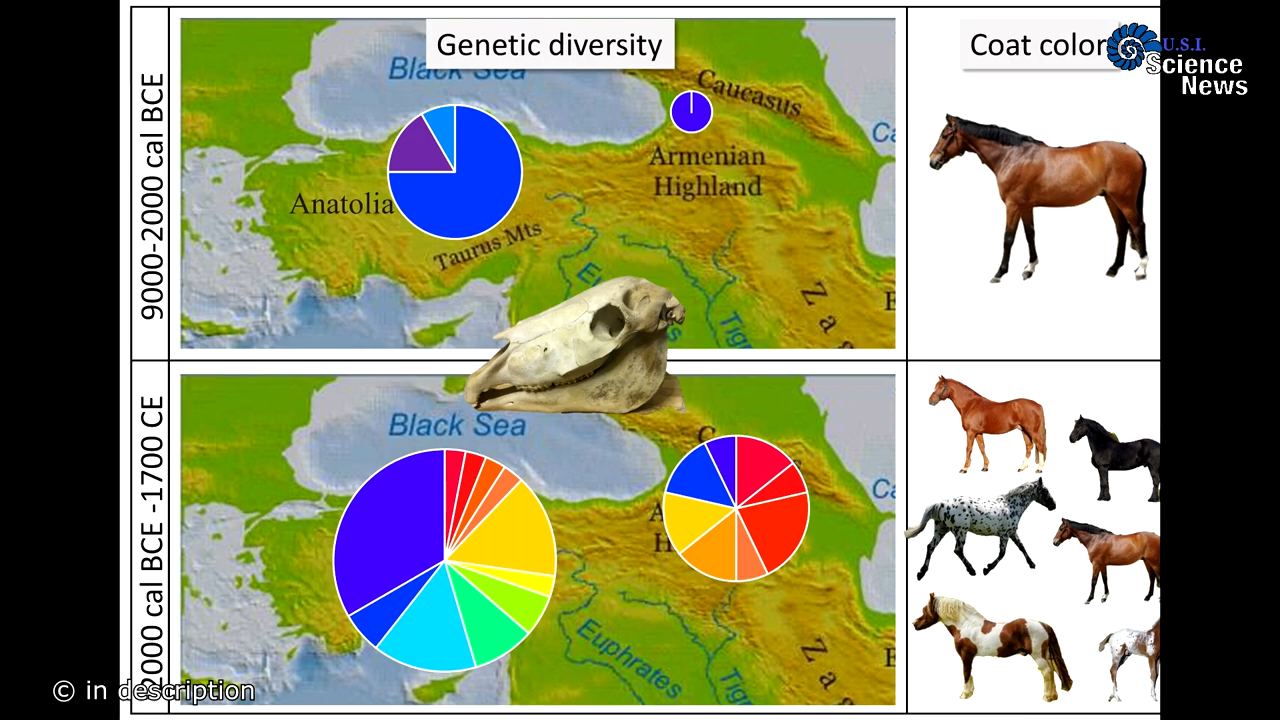 Genetic diversity
Coat color
U.S.I.
Science
News
9000-2000 cal BCE
Black Sea
Caucasus
Armenian
Highland
Anatolia
Taurus Mts
Z a
2000 cal BCE -1700 CE
Black Sea
Euphrates
Z a
© in description